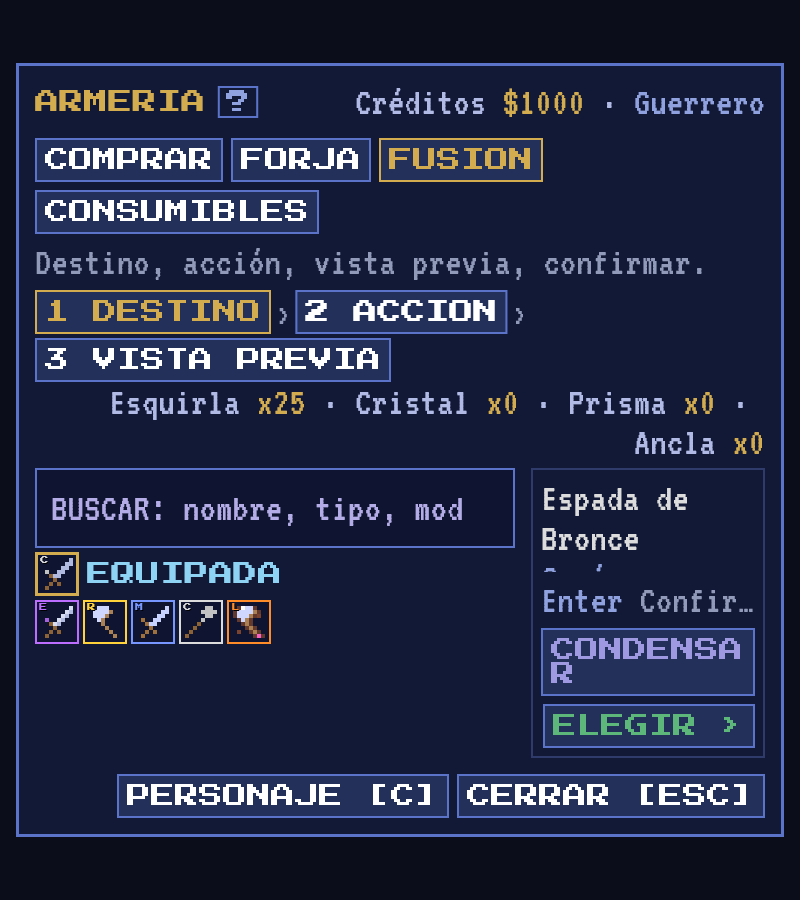 ARMERIA ? Créditos $1000 · Guerrero
COMPRAR FORJA FUSION
CONSUMIBLES
Destino, acción, vista previa, confirmar.
1 DESTINO › 2 ACCION ›
3 VISTA PREVIA
Esquirla x25 · Cristal x0 · Prisma x0 ·
Ancla x0
BUSCAR: nombre, tipo, mod
C EQUIPADA
E R M C L
Espada de
Bronce
Enter Confir…
CONDENSA
R
ELEGIR ›
PERSONAJE [C] CERRAR [ESC]